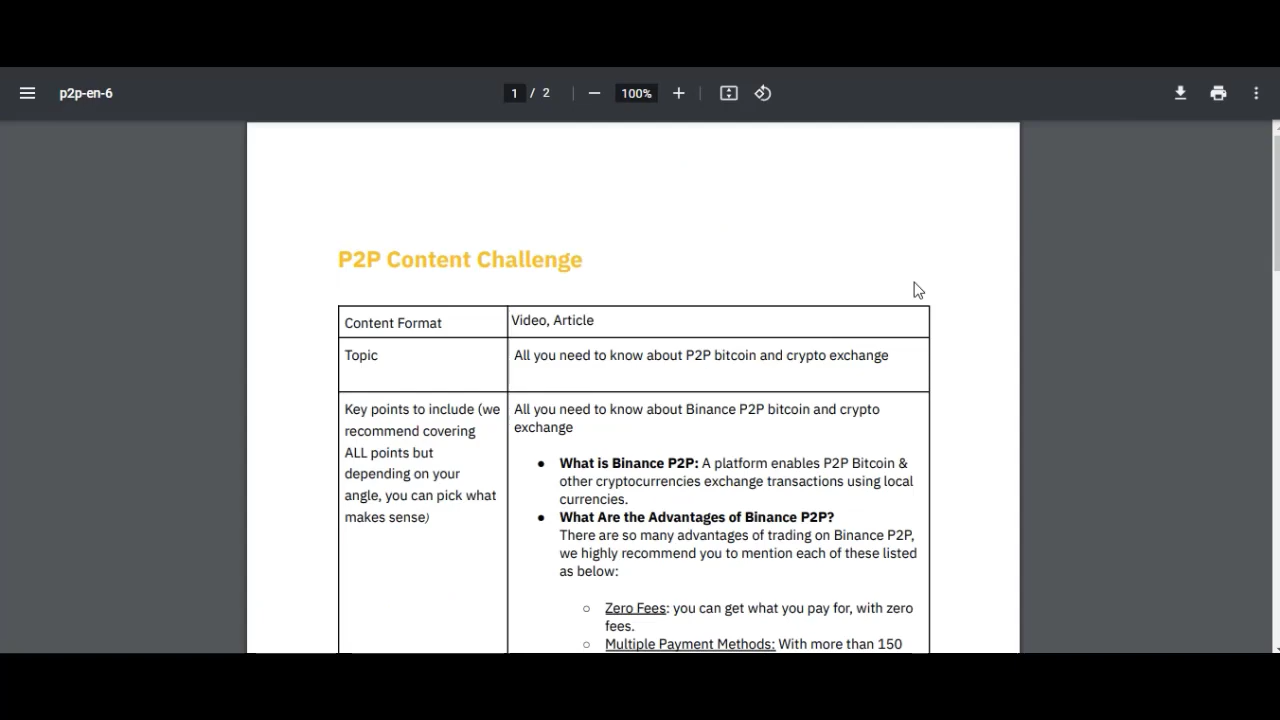 p2p-en-6
1 / 2
100%
P2P Content Challenge
Content Format
Video, Article
Topic
All you need to know about P2P bitcoin and crypto exchange
Key points to include (we
recommend covering
ALL points but
depending on your
angle, you can pick what
makes sense)
All you need to know about Binance P2P bitcoin and crypto
exchange
● What is Binance P2P: A platform enables P2P Bitcoin &
other cryptocurrencies exchange transactions using local
currencies.
● What Are the Advantages of Binance P2P?
There are so many advantages of trading on Binance P2P,
we highly recommend you to mention each of these listed
as below:
○ Zero Fees: you can get what you pay for, with zero
fees.
○ Multiple Payment Methods: With more than 150